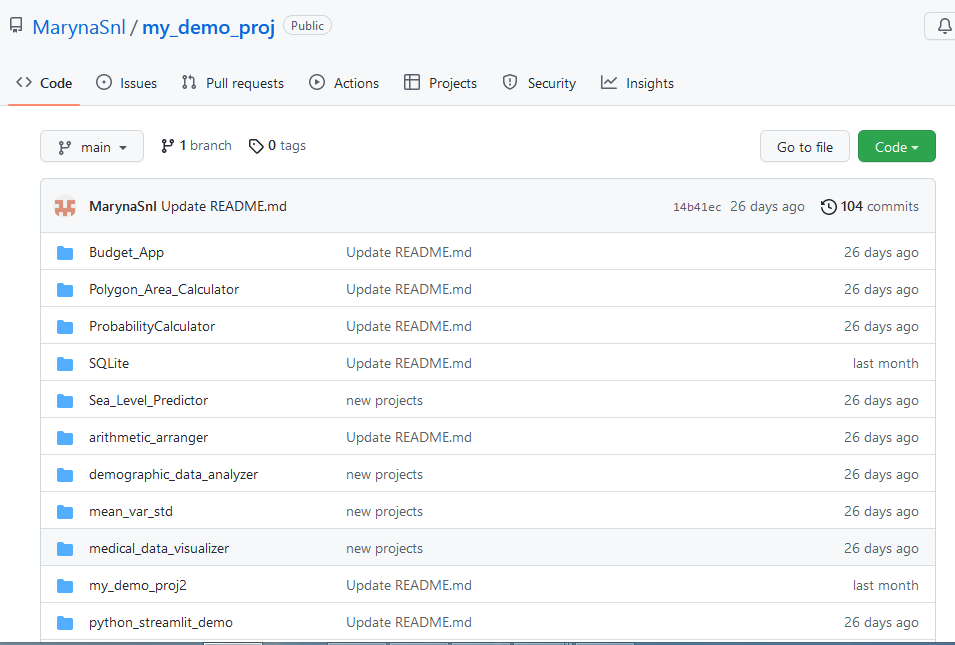 MarynaSnl / my_demo_proj Public
Code Issues Pull requests Actions Projects Security Insights
main 1 branch 0 tags Go to file Code
MarynaSnl Update README.md 14b41ec 26 days ago 104 commits
Budget_App Update README.md 26 days ago
Polygon_Area_Calculator Update README.md 26 days ago
ProbabilityCalculator Update README.md 26 days ago
SQLite Update README.md last month
Sea_Level_Predictor new projects 26 days ago
arithmetic_arranger Update README.md 26 days ago
demographic_data_analyzer new projects 26 days ago
mean_var_std new projects 26 days ago
medical_data_visualizer new projects 26 days ago
my_demo_proj2 Update README.md last month
python_streamlit_demo Update README.md 26 days ago